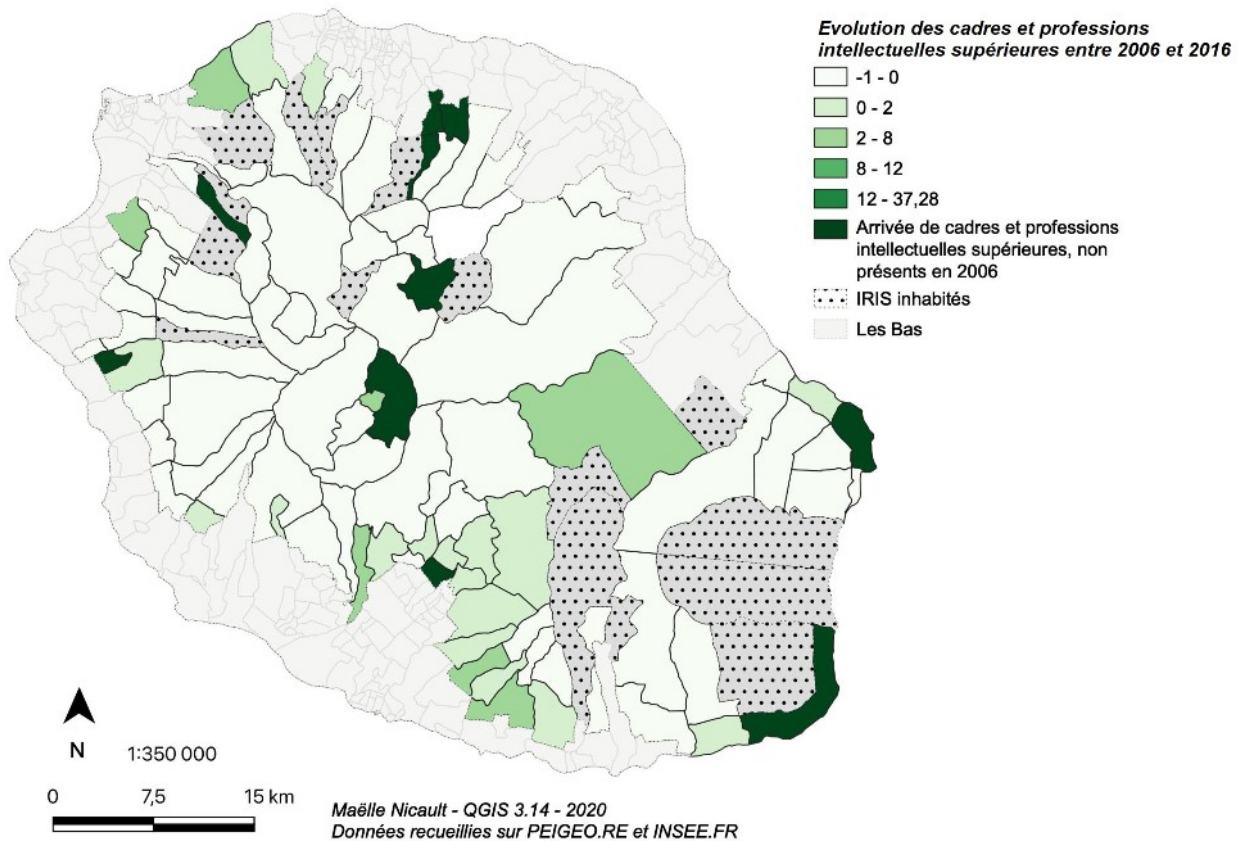 Evolution des cadres et professions
intellectuelles supérieures entre 2006 et 2016
-1 - 0
0 - 2
2 - 8
8 - 12
12 - 37,28
Arrivée de cadres et professions
intellectuelles supérieures, non
présents en 2006
IRIS inhabités
Les Bas
N
1:350 000
0 7,5 15 km
Maëlle Nicault - QGIS 3.14 - 2020
Données recueillies sur PEIGEO.RE et INSEE.FR